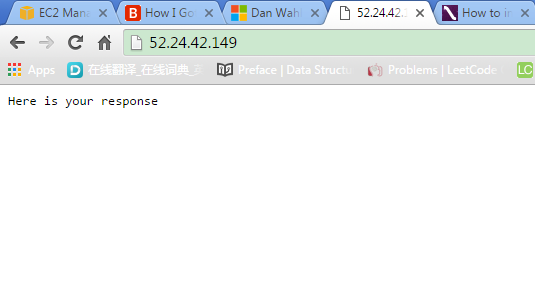 EC2 Mana
How I Go
Dan Wahl
52.24.42.1
How to in
52.24.42.149
Apps
在线翻译_在线词典_
Preface | Data Structu
Problems | LeetCode
LC
Here is your response